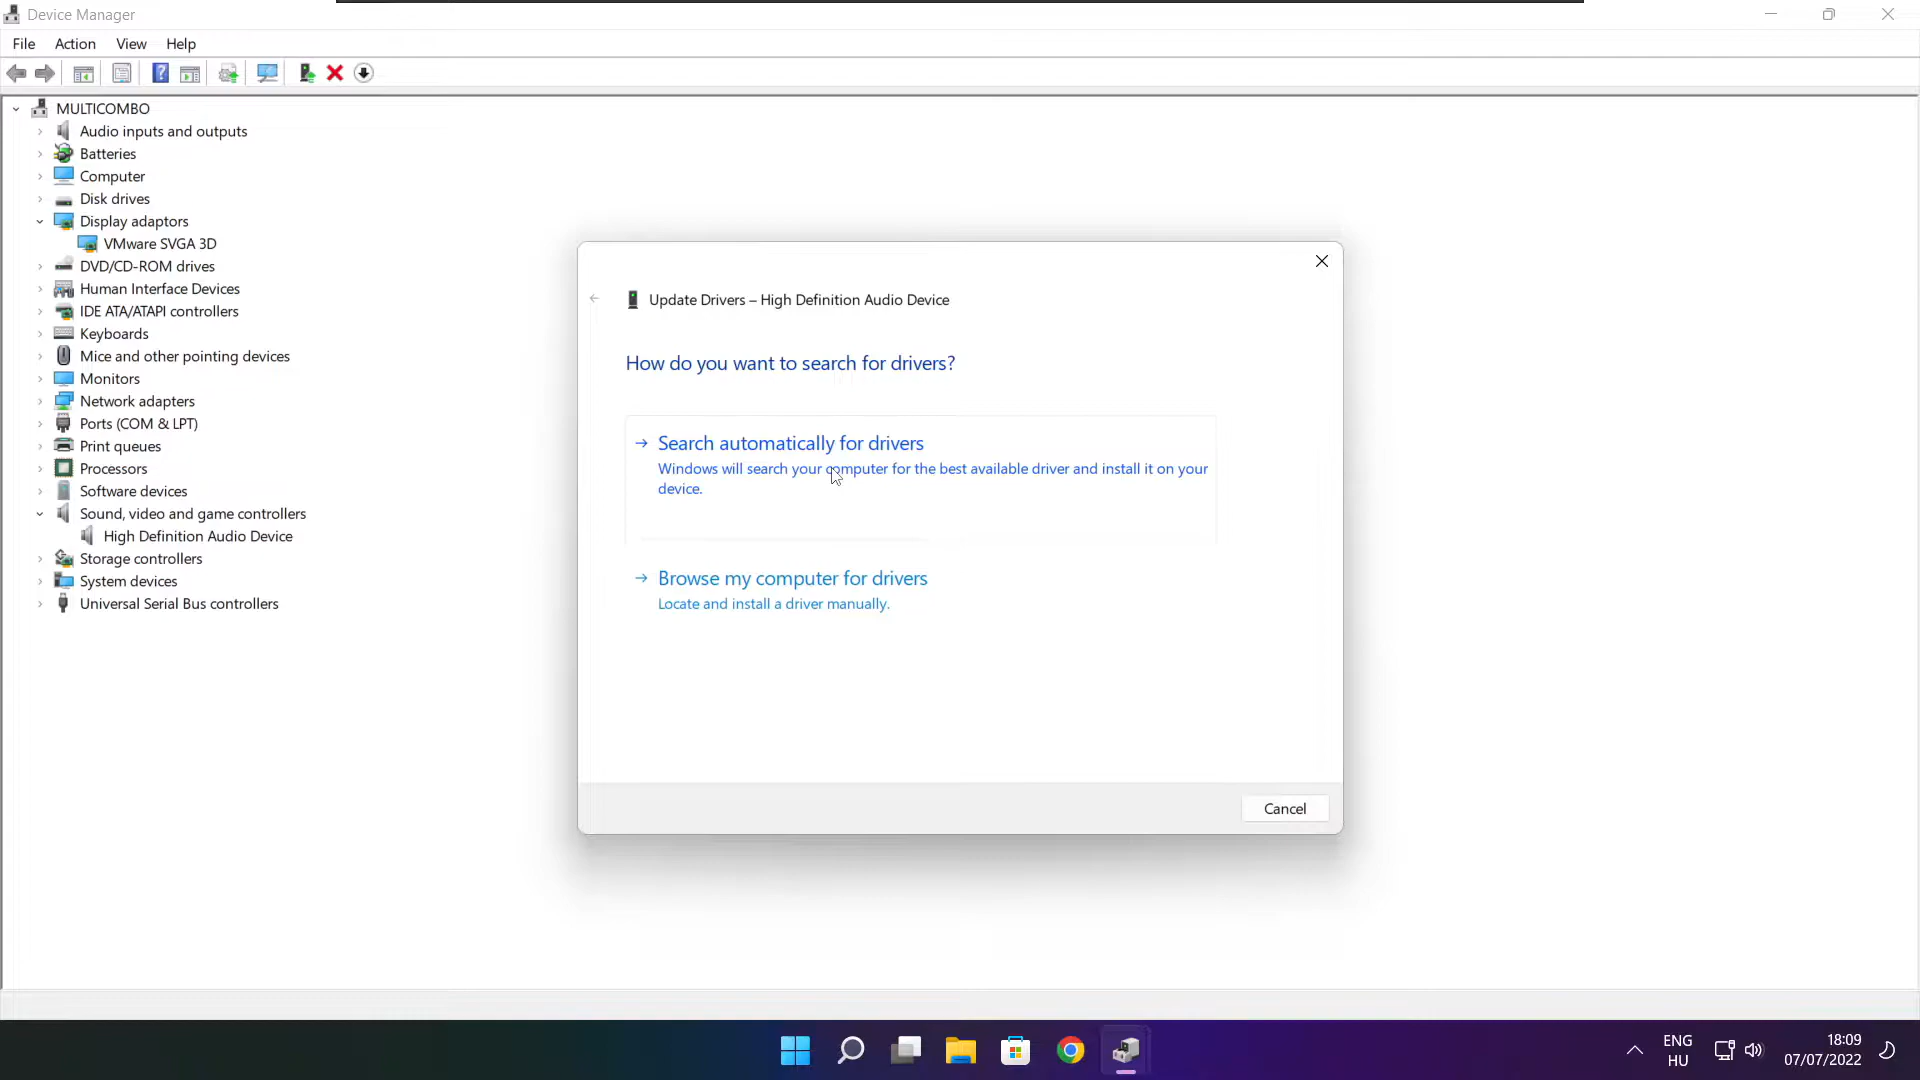 Device Manager
File Action View Help
MULTICOMBO
Audio inputs and outputs
Batteries
Computer
Disk drives
Display adaptors
VMware SVGA 3D
DVD/CD-ROM drives
Human Interface Devices
IDE ATA/ATAPI controllers
Keyboards
Mice and other pointing devices
Monitors
Network adapters
Ports (COM & LPT)
Print queues
Processors
Software devices
Sound, video and game controllers
High Definition Audio Device
Storage controllers
System devices
Universal Serial Bus controllers
Update Drivers – High Definition Audio Device
How do you want to search for drivers?
Search automatically for drivers
Windows will search your computer for the best available driver and install it on your
device.
Browse my computer for drivers
Locate and install a driver manually.
Cancel
ENG
HU
18:09
07/07/2022